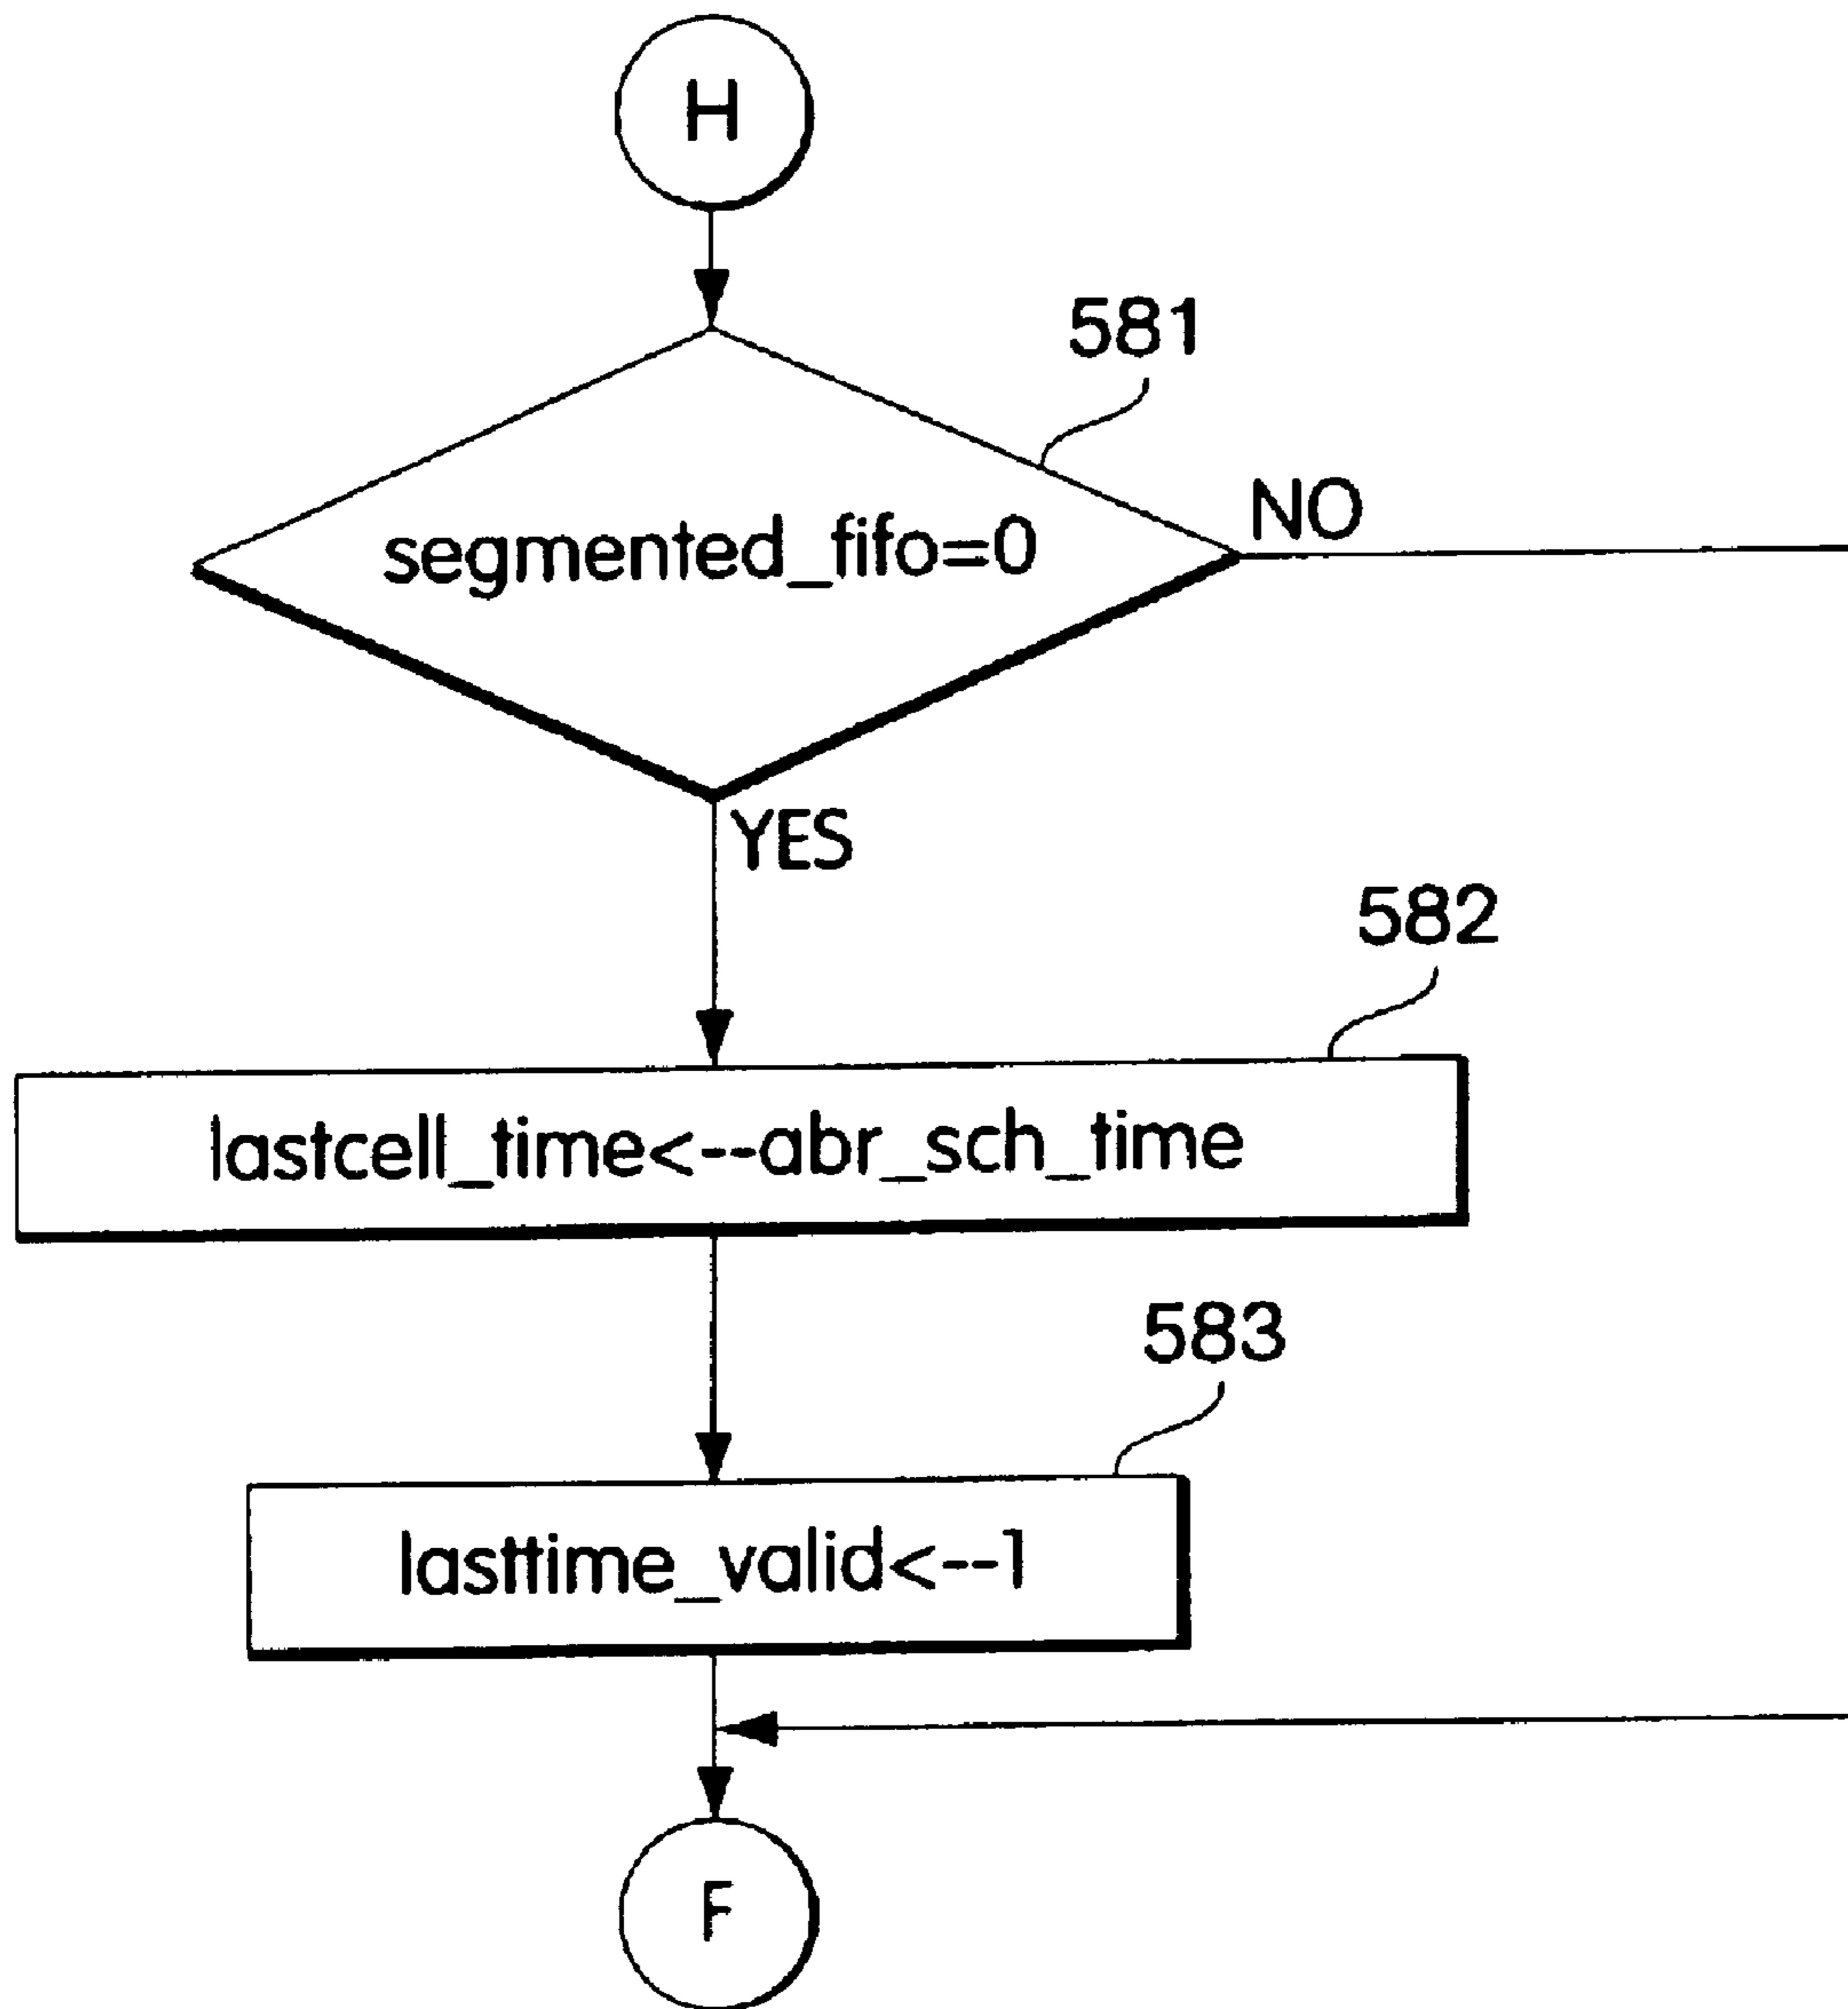 H
581
segmented_fifo=0
NO
YES
582
lastcell_time<--abr_sch_time
583
lasttime_valid<--1
F